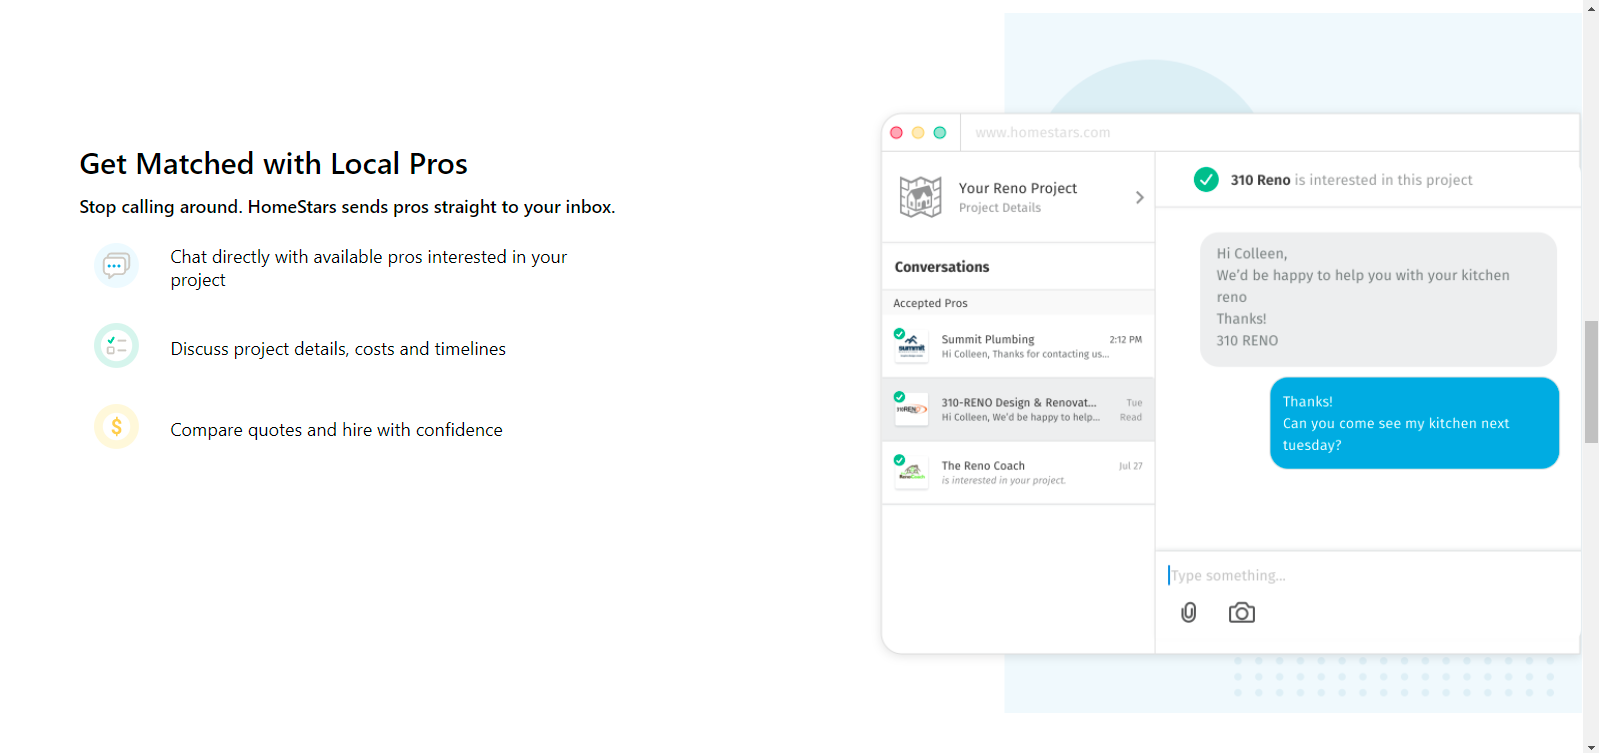 Get Matched with Local Pros
Stop calling around. HomeStars sends pros straight to your inbox.
Chat directly with available pros interested in your
project
Discuss project details, costs and timelines
$
Compare quotes and hire with confidence
www.homestars.com
Your Reno Project
Project Details
Conversations
Accepted Pros
summit
Summit Plumbing
2:12 PM
Hi Colleen, Thanks for contacting us...
310RENO
310-RENO Design & Renovat...
Tue
Hi Colleen, We'd be happy to help...
Read
RenoCoach
The Reno Coach
Jul 27
is interested in your project.
310 Reno is interested in this project
Hi Colleen,
We'd be happy to help you with your kitchen
reno
Thanks!
310 RENO
Thanks!
Can you come see my kitchen next
tuesday?
Type something...